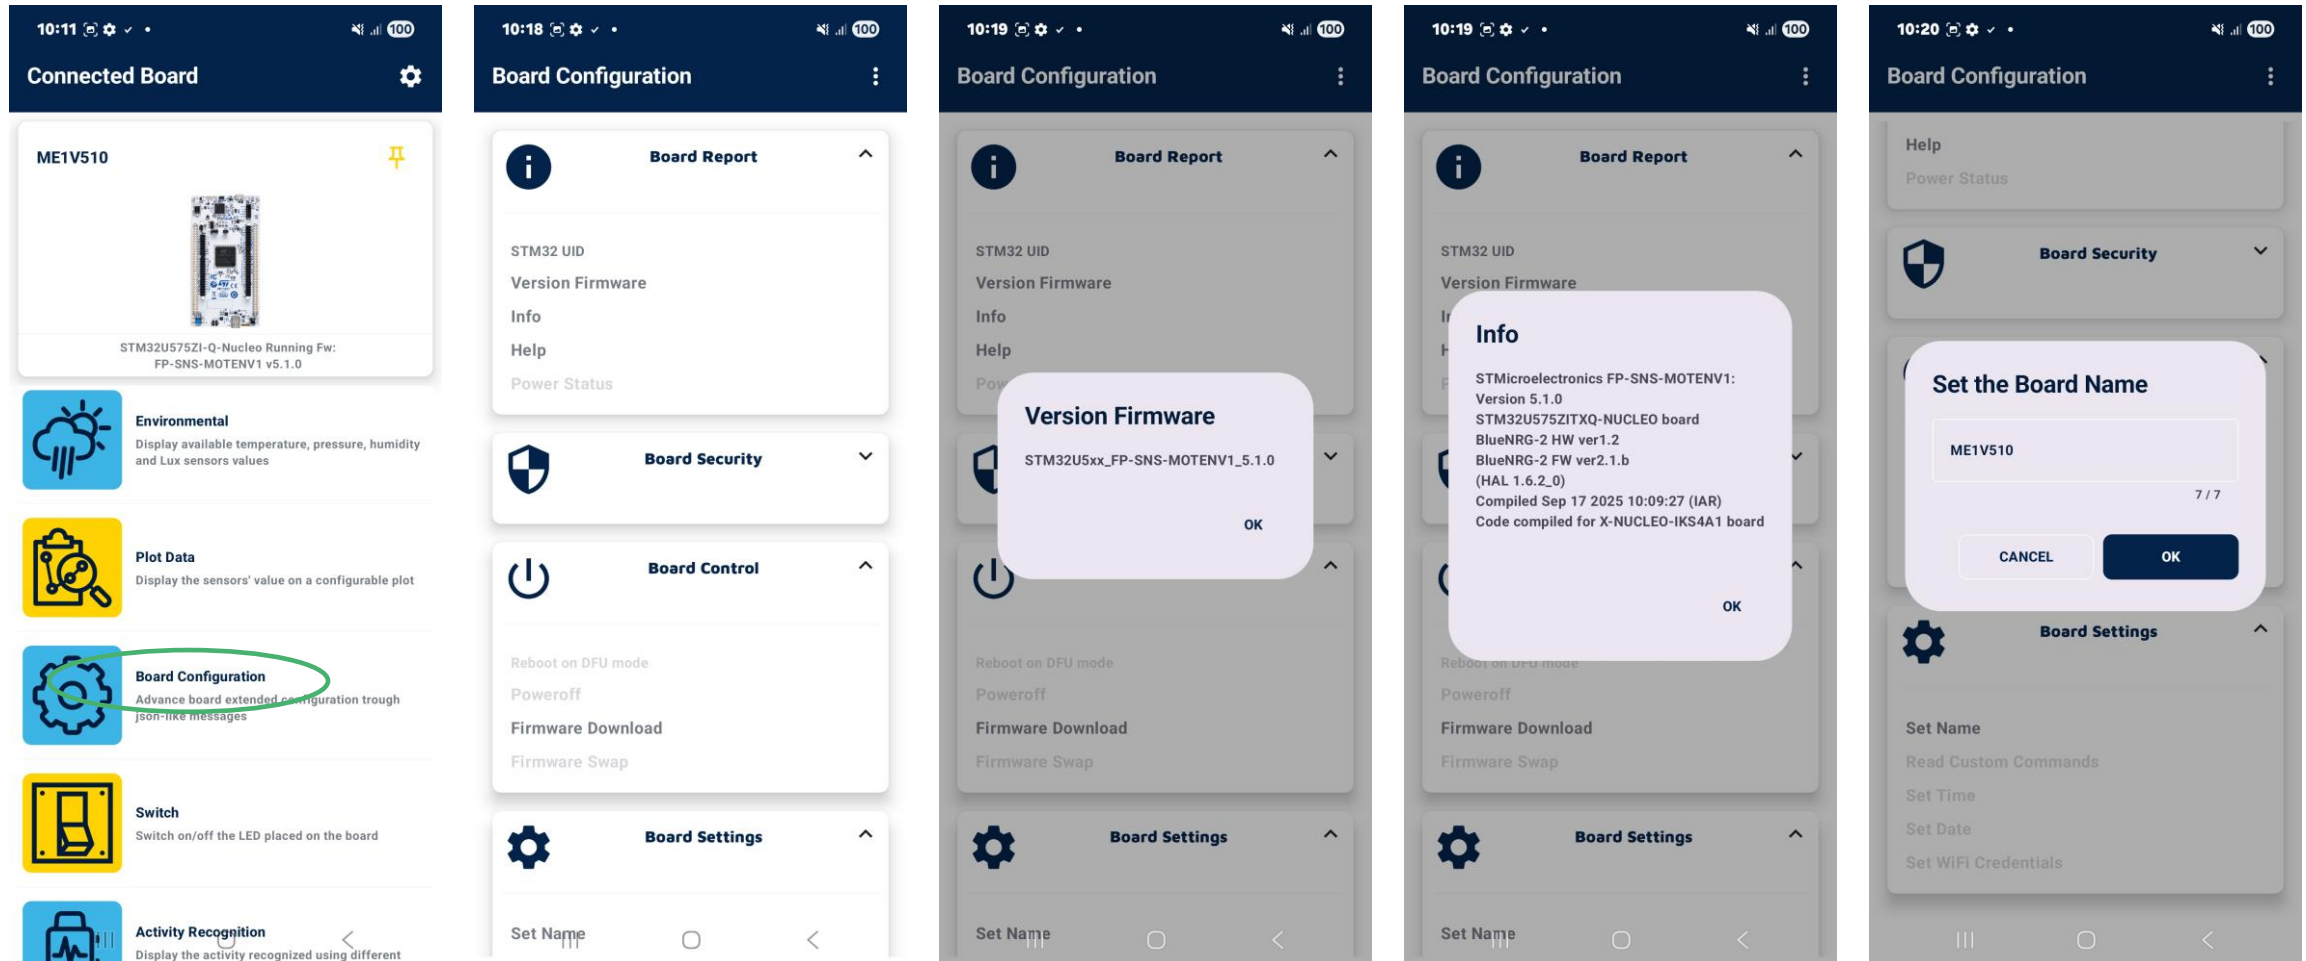 10:11
100
Connected Board
ME1V510
STM32U575ZI-Q-Nucleo Running Fw:
FP-SNS-MOTENV1 v5.1.0
Environmental
Display available temperature, pressure, humidity
and Lux sensors values
Plot Data
Display the sensors' value on a configurable plot
Board Configuration
Advance board extended configuration trough
json-like messages
Switch
Switch on/off the LED placed on the board
Activity Recognition
Display the activity recognized using different
10:18
100
Board Configuration
Board Report
STM32 UID
Version Firmware
Info
Help
Power Status
Board Security
Board Control
Reboot on DFU mode
Poweroff
Firmware Download
Firmware Swap
Board Settings
Set Name
10:19
100
Board Configuration
Board Report
STM32 UID
Version Firmware
Info
Help
Pow
Version Firmware
STM32U5xx_FP-SNS-MOTENV1_5.1.0
OK
Reboot on DFU mode
Poweroff
Firmware Download
Firmware Swap
Board Settings
Set Name
10:19
100
Board Configuration
Board Report
STM32 UID
Version Firmware
Info
STMicroelectronics FP-SNS-MOTENV1:
Version 5.1.0
STM32U575ZITXQ-NUCLEO board
BlueNRG-2 HW ver1.2
BlueNRG-2 FW ver2.1.b
(HAL 1.6.2_0)
Compiled Sep 17 2025 10:09:27 (IAR)
Code compiled for X-NUCLEO-IKS4A1 board
OK
Reboot on DFU mode
Poweroff
Firmware Download
Firmware Swap
Board Settings
Set Name
10:20
100
Board Configuration
Help
Power Status
Board Security
Set the Board Name
ME1V510
7 / 7
CANCEL
OK
Board Settings
Set Name
Read Custom Commands
Set Time
Set Date
Set WiFi Credentials